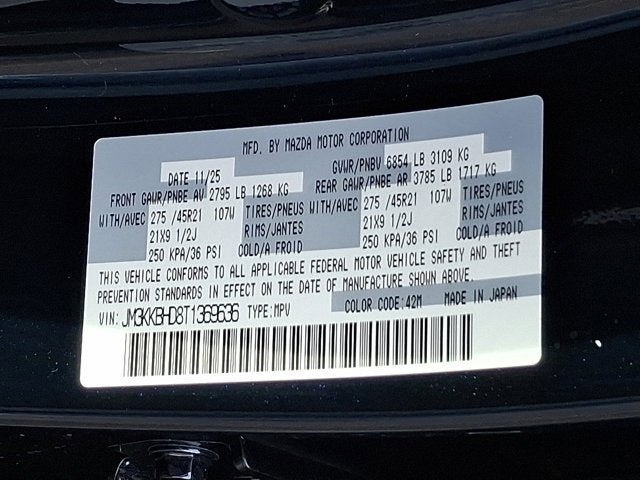 MFD. BY MAZDA MOTOR CORPORATION
DATE 11/25 GVWR/PNBV 6854 LB 3109 KG
FRONT GAWR/PNBE AV 2795 LB 1268 KG REAR GAWR/PNBE AR 3785 LB 1717 KG
WITH/AVEC 275 /45R21 107W TIRES/PNEUS WITH/AVEC 275 /45R21 107W TIRES/PNEUS
21X9 1/2J RIMS/JANTES 21X9 1/2J RIMS/JANTES
250 KPA/36 PSI COLD/A FROID 250 KPA/36 PSI COLD/A FROID
THIS VEHICLE CONFORMS TO ALL APPLICABLE FEDERAL MOTOR VEHICLE SAFETY AND THEFT
PREVENTION STANDARDS IN EFFECT ON THE DATE OF MANUFACTURE SHOWN ABOVE.
VIN: JM3KKBHD8T1369636 TYPE:MPV COLOR CODE:42M MADE IN JAPAN